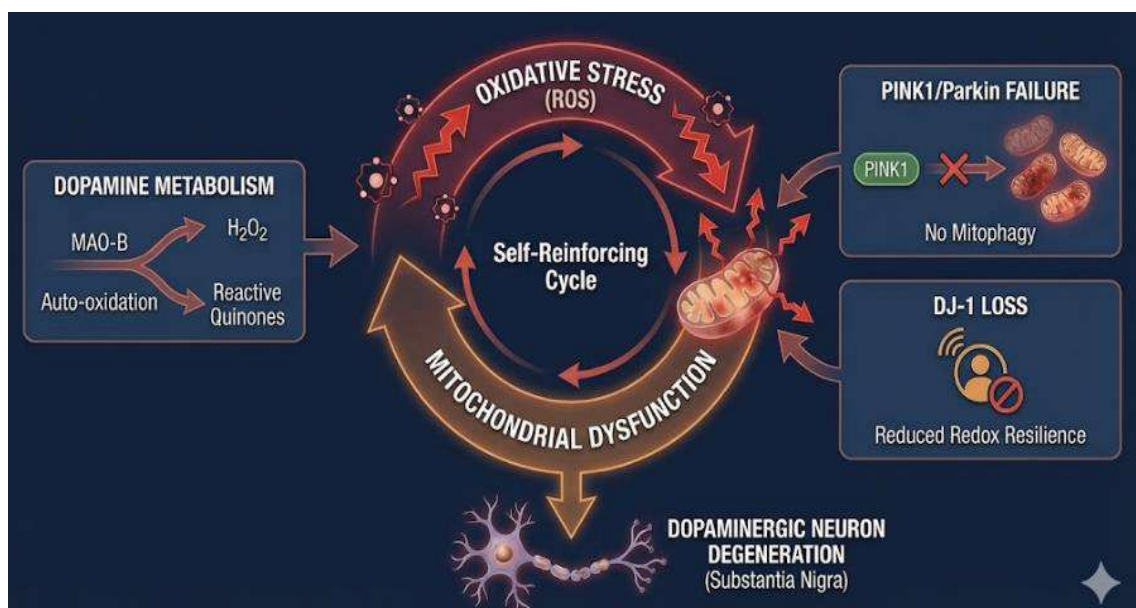 OXIDATIVE STRESS
(ROS)
DOPAMINE METABOLISM
MAO-B
H₂O₂
Auto-oxidation
Reactive
Quinones
Self-Reinforcing
Cycle
MITOCHONDRIAL DYSFUNCTION
PINK1/Parkin FAILURE
PINK1
No Mitophagy
DJ-1 LOSS
Reduced Redox Resilience
DOPAMINERGIC NEURON
DEGENERATION
(Substantia Nigra)